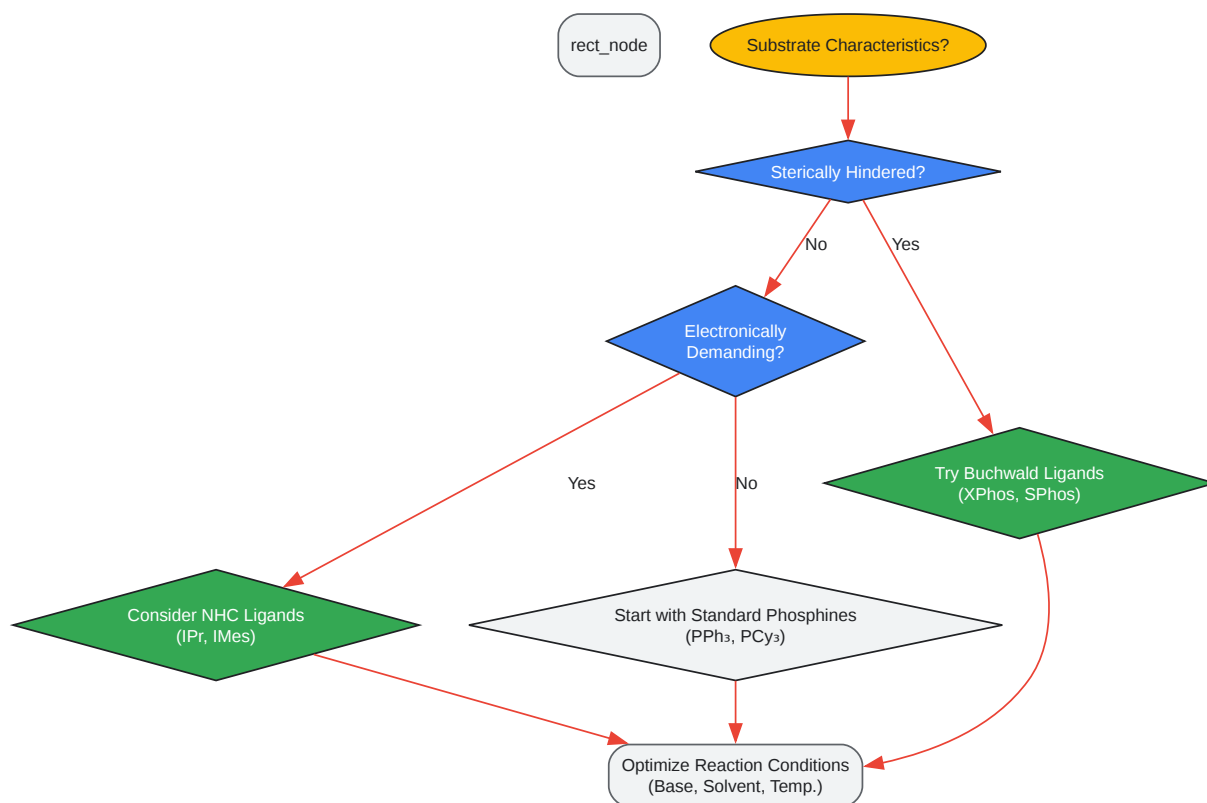 rect_node
Substrate Characteristics?
Sterically Hindered?
No
Yes
Electronically
Demanding?
Yes
No
Try Buchwald Ligands
(XPhos, SPhos)
Consider NHC Ligands
(IPr, IMes)
Start with Standard Phosphines
(PPh₃, PCy₃)
Optimize Reaction Conditions
(Base, Solvent, Temp.)